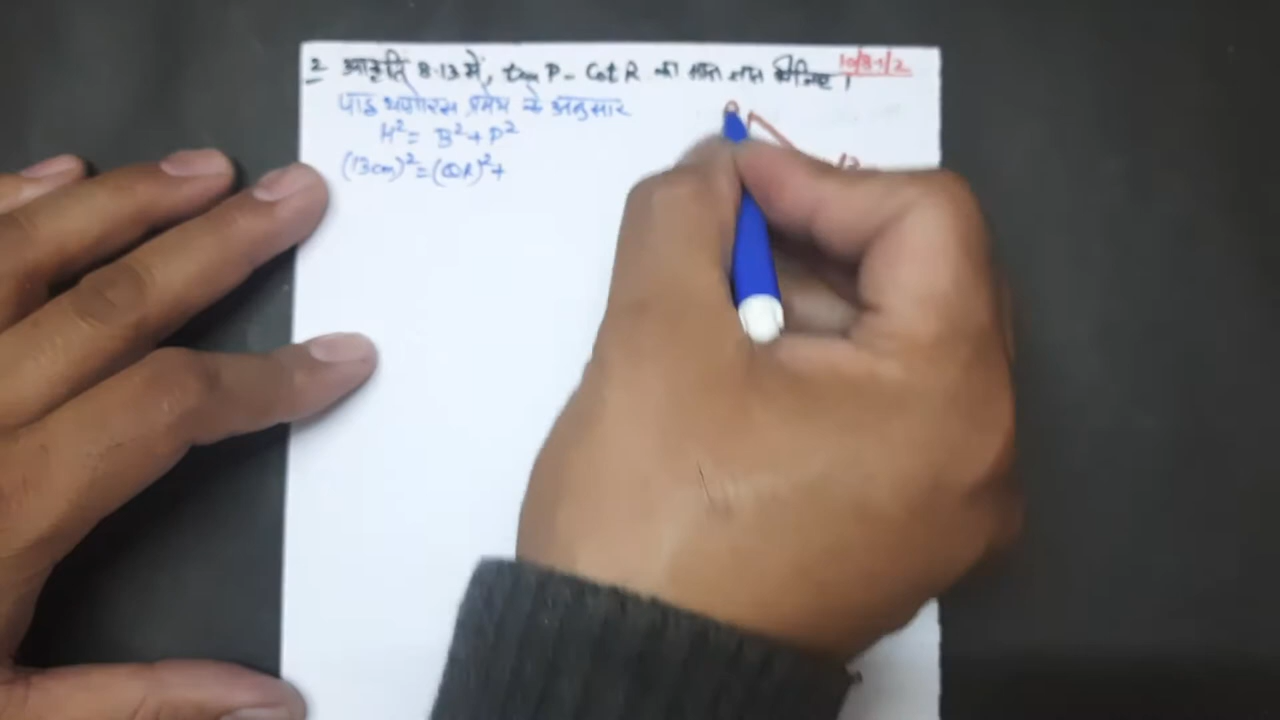 2 आकृति 8.13 में, tan P - Cot R का मान ज्ञात कीजिए । 10/8.1/2
पाइथागोरस प्रमेय से अनुसार
H² = B² + P²
(13cm)² = (QR)² +